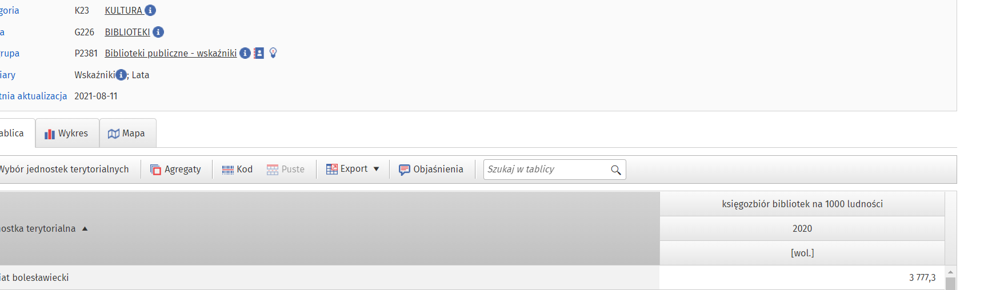 goria K23 KULTURA
a G226 BIBLIOTEKI
rupa P2381 Biblioteki publiczne - wskaźniki
iary Wskaźniki; Lata
tnia aktualizacja 2021-08-11
ablica Wykres Mapa
Wybór jednostek terytorialnych Agregaty Kod Puste Export Objaśnienia Szukaj w tablicy
księgozbiór bibliotek na 1000 ludności
ostka terytorialna 2020
[wol.]
iat bolesławiecki 3 777,3